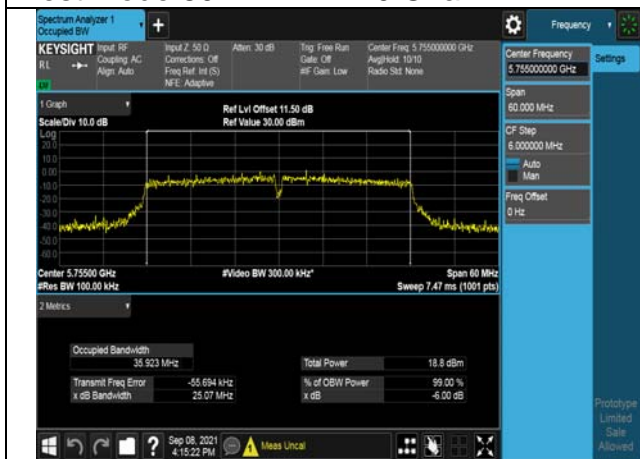 Spectrum Analyzer 1
Occupied BW
+
Frequency
KEYSIGHT
RL
Input: RF
Coupling: AC
Align: Auto
Input Z: 50 Ω
Corrections: Off
Freq Ref: Int (S)
NFE: Adaptive
Atten: 30 dB
Trig: Free Run
Gate: Off
#IF Gain: Low
Center Freq: 5.755000000 GHz
Avg|Hold: 10/10
Radio Std: None
Center Frequency
5.755000000 GHz
Settings
Span
60.000 MHz
CF Step
6.000000 MHz
Auto
Man
Freq Offset
0 Hz
1 Graph
Scale/Div 10.0 dB
Ref Lvl Offset 11.50 dB
Ref Value 30.00 dBm
Log
20.0
10.0
0.00
-10.0
-20.0
-30.0
-40.0
-50.0
-60.0
Center 5.75500 GHz
#Res BW 100.00 kHz
#Video BW 300.00 kHz*
Span 60 MHz
Sweep 7.47 ms (1001 pts)
2 Metrics
Occupied Bandwidth
35.923 MHz
Total Power 18.8 dBm
Transmit Freq Error -55.694 kHz
% of OBW Power 99.00 %
x dB Bandwidth 25.07 MHz
x dB -6.00 dB
Prototype
Limited
Sale
Allowed
?
Sep 08, 2021
4:15:22 PM
Meas Uncal